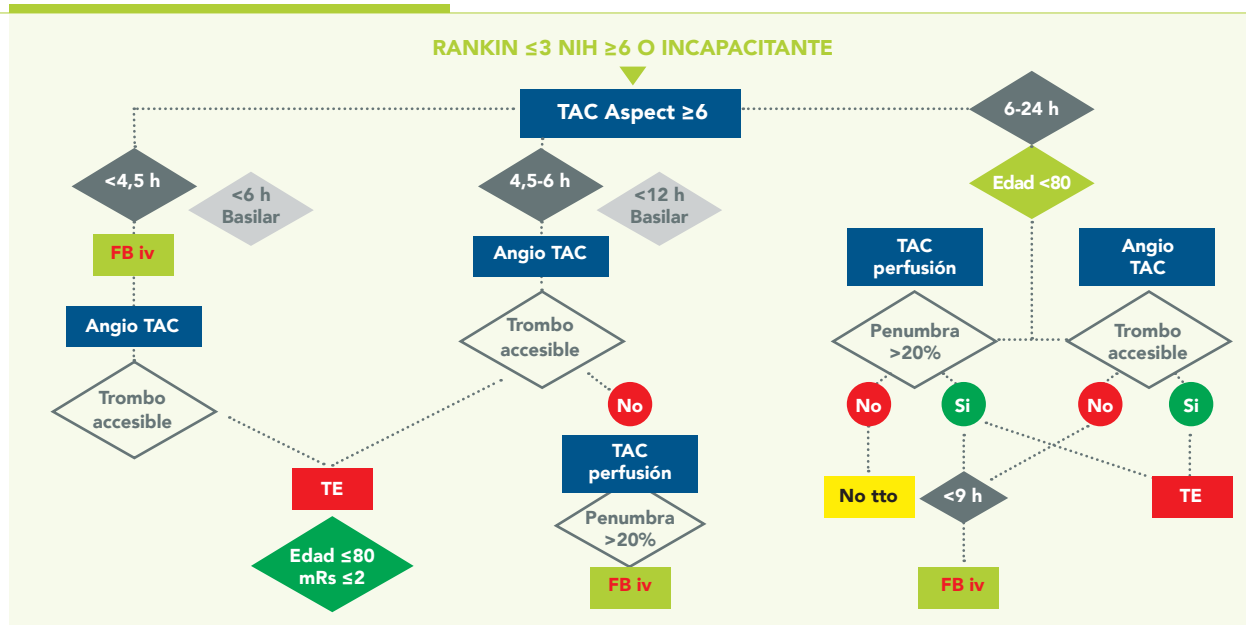 RANKIN ≤3 NIH ≥6 O INCAPACITANTE
TAC Aspect ≥6
<4,5 h
<6 h
Basilar
FB iv
Angio TAC
Trombo
accesible
4,5-6 h
<12 h
Basilar
Angio TAC
Trombo
accesible
No
TAC
perfusión
Penumbra
>20%
FB iv
TE
Edad ≤80
mRs ≤2
6-24 h
Edad <80
TAC
perfusión
Penumbra
>20%
No
Si
No tto
<9 h
FB iv
Angio
TAC
Trombo
accesible
No
Si
TE